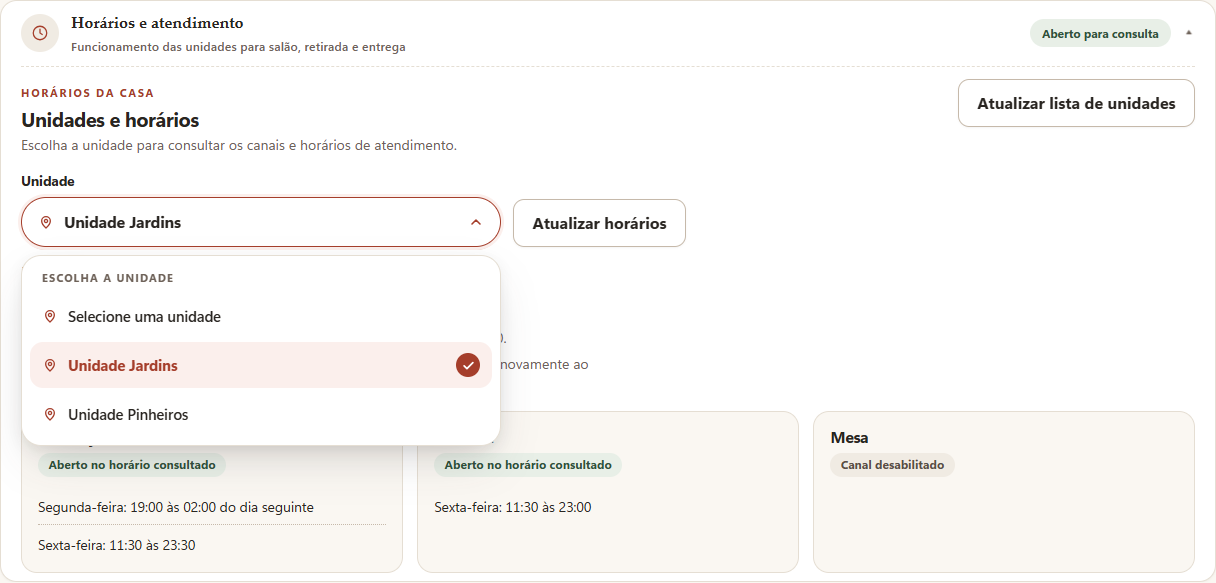 Horários e atendimento
Funcionamento das unidades para salão, retirada e entrega
Aberto para consulta
HORÁRIOS DA CASA
Unidades e horários
Escolha a unidade para consultar os canais e horários de atendimento.
Atualizar lista de unidades
Unidade
Unidade Jardins
Atualizar horários
ESCOLHA A UNIDADE
Selecione uma unidade
Unidade Jardins
Unidade Pinheiros
).
novamente ao
Aberto no horário consultado
Segunda-feira: 19:00 às 02:00 do dia seguinte
Sexta-feira: 11:30 às 23:30
Aberto no horário consultado
Sexta-feira: 11:30 às 23:00
Mesa
Canal desabilitado